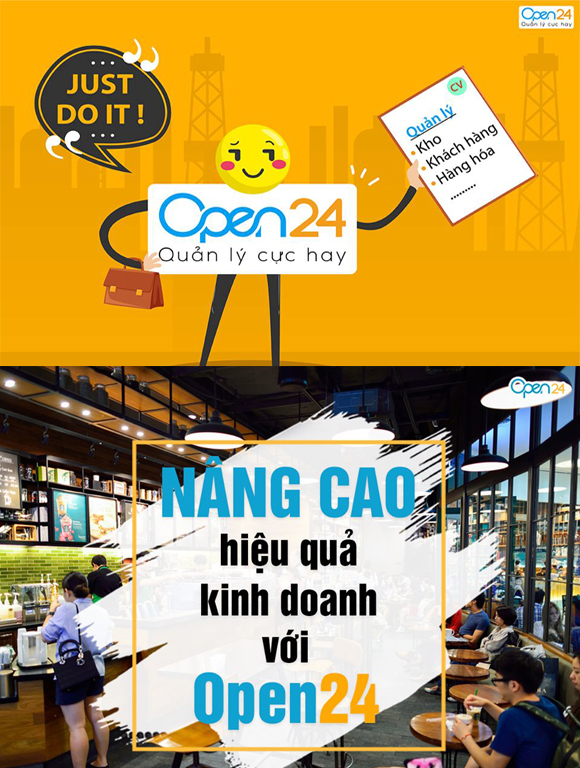 Open24
Quản lý cực hay
JUST
DO IT !
CV
Quản lý
Kho
Khách hàng
Hàng hóa
.........
Open24
Quản lý cực hay
Open24
NÂNG CAO
hiệu quả
kinh doanh
với
Open24